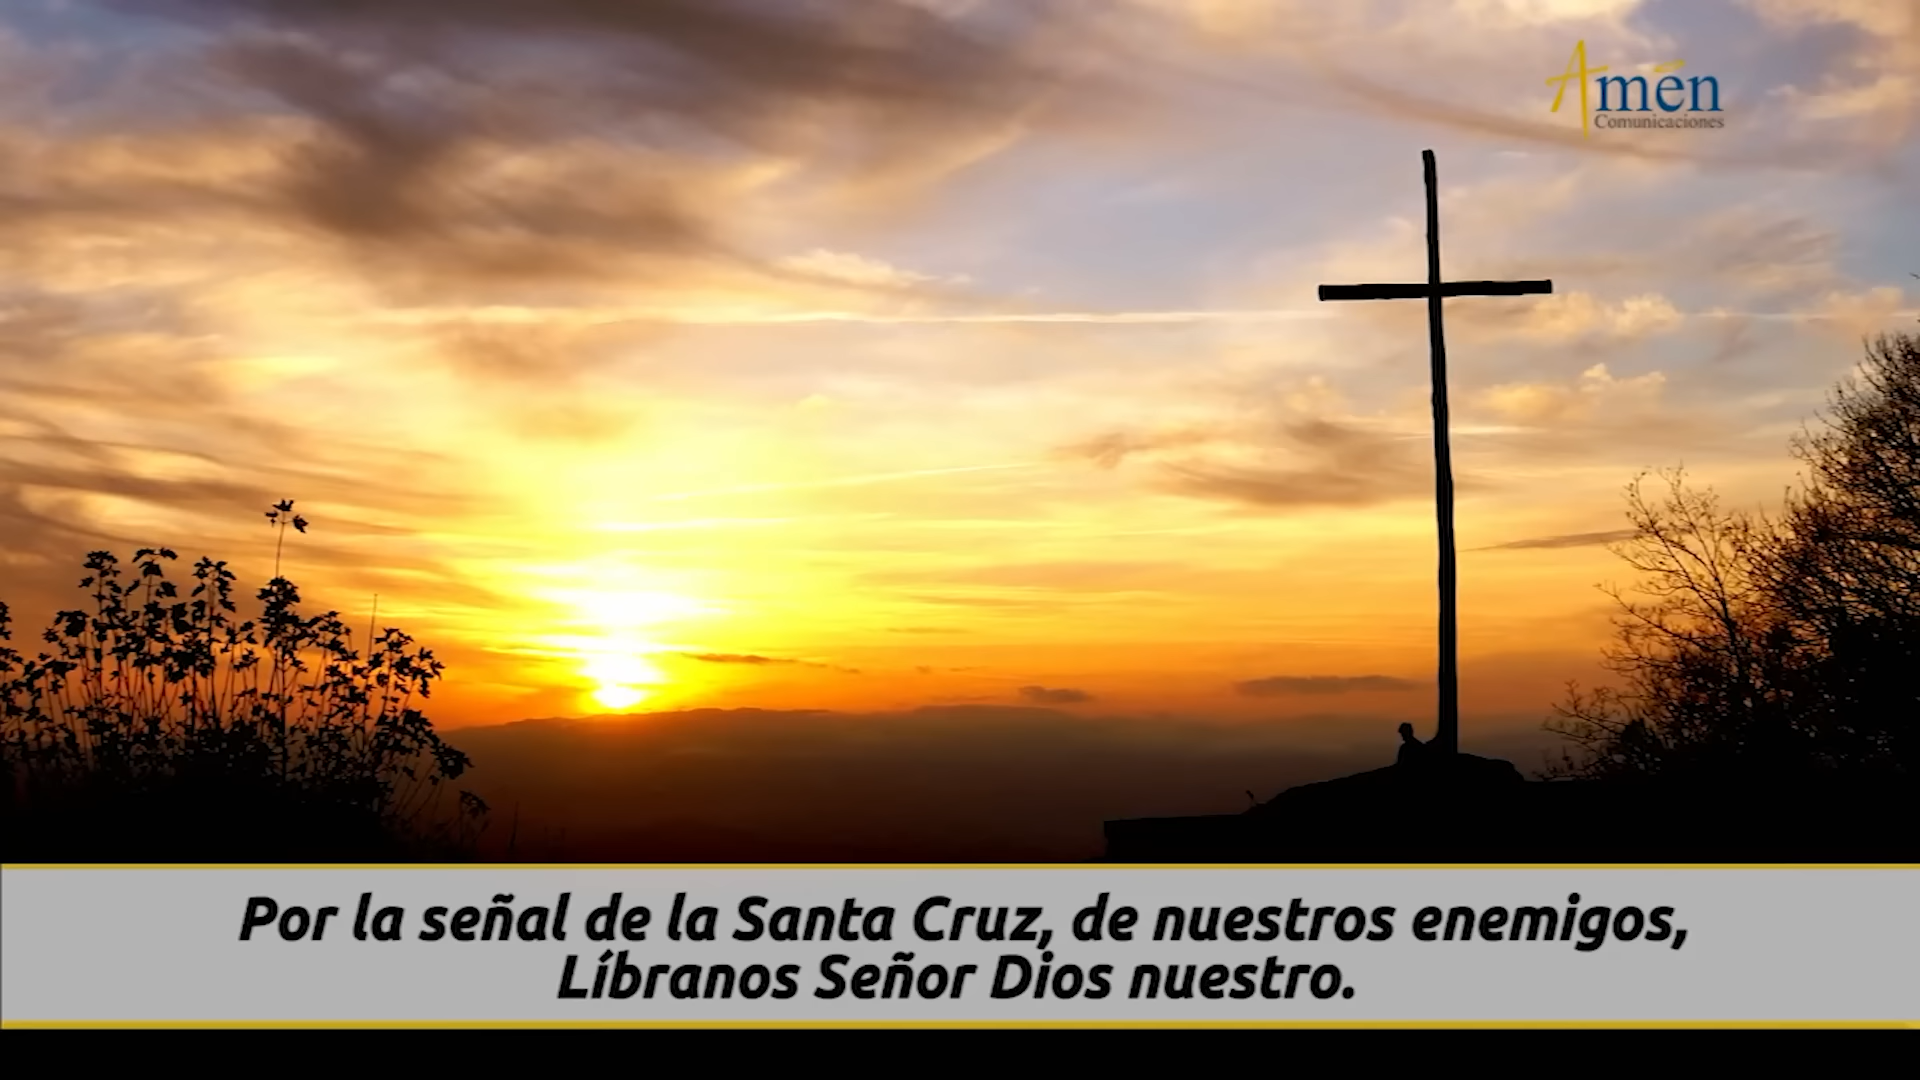 Amén
Comunicaciones
Por la señal de la Santa Cruz, de nuestros enemigos,
Líbranos Señor Dios nuestro.